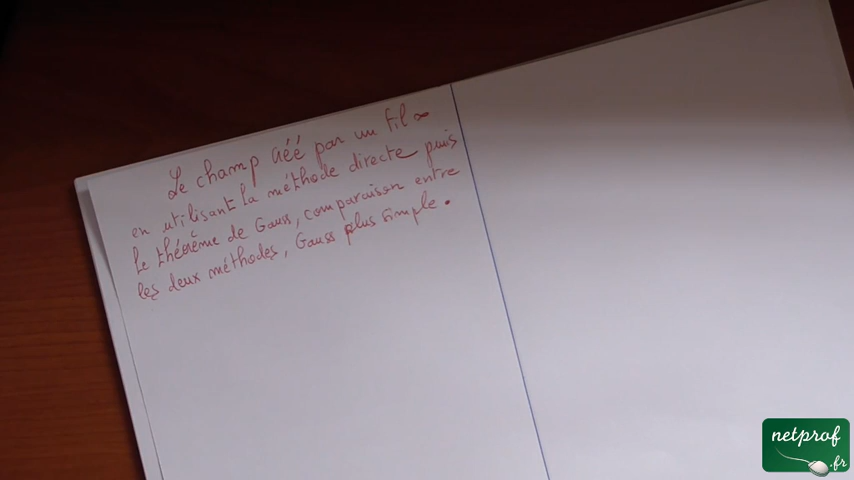 Le champ créé par un fil ∞
en utilisant la méthode directe puis
le théorème de Gauss, comparaison entre
les deux méthodes, Gauss plus simple.
netprof
.fr